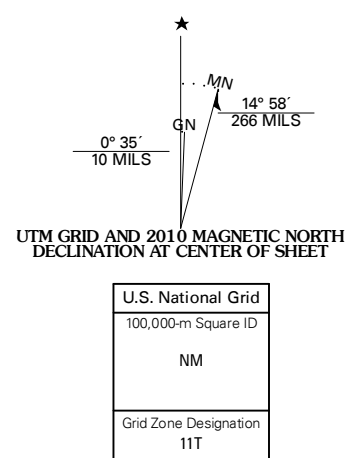 MN
14° 58´
266 MILS
GN
0° 35´
10 MILS
UTM GRID AND 2010 MAGNETIC NORTH
DECLINATION AT CENTER OF SHEET
U.S. National Grid
100,000-m Square ID
NM
Grid Zone Designation
11T